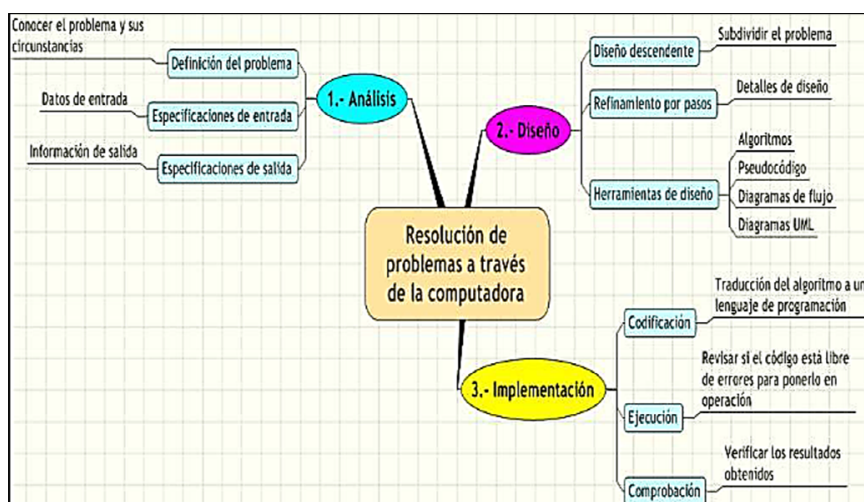 Resolución de
problemas a través
de la computadora
1.- Análisis
Definición del problema
Conocer el problema y sus
circunstancias
Especificaciones de entrada
Datos de entrada
Especificaciones de salida
Información de salida
2.- Diseño
Diseño descendente
Subdividir el problema
Refinamiento por pasos
Detalles de diseño
Herramientas de diseño
Algoritmos
Pseudocódigo
Diagramas de flujo
Diagramas UML
3.- Implementación
Codificación
Traducción del algoritmo a un
lenguaje de programación
Ejecución
Revisar si el código está libre
de errores para ponerlo en
operación
Comprobación
Verificar los resultados
obtenidos